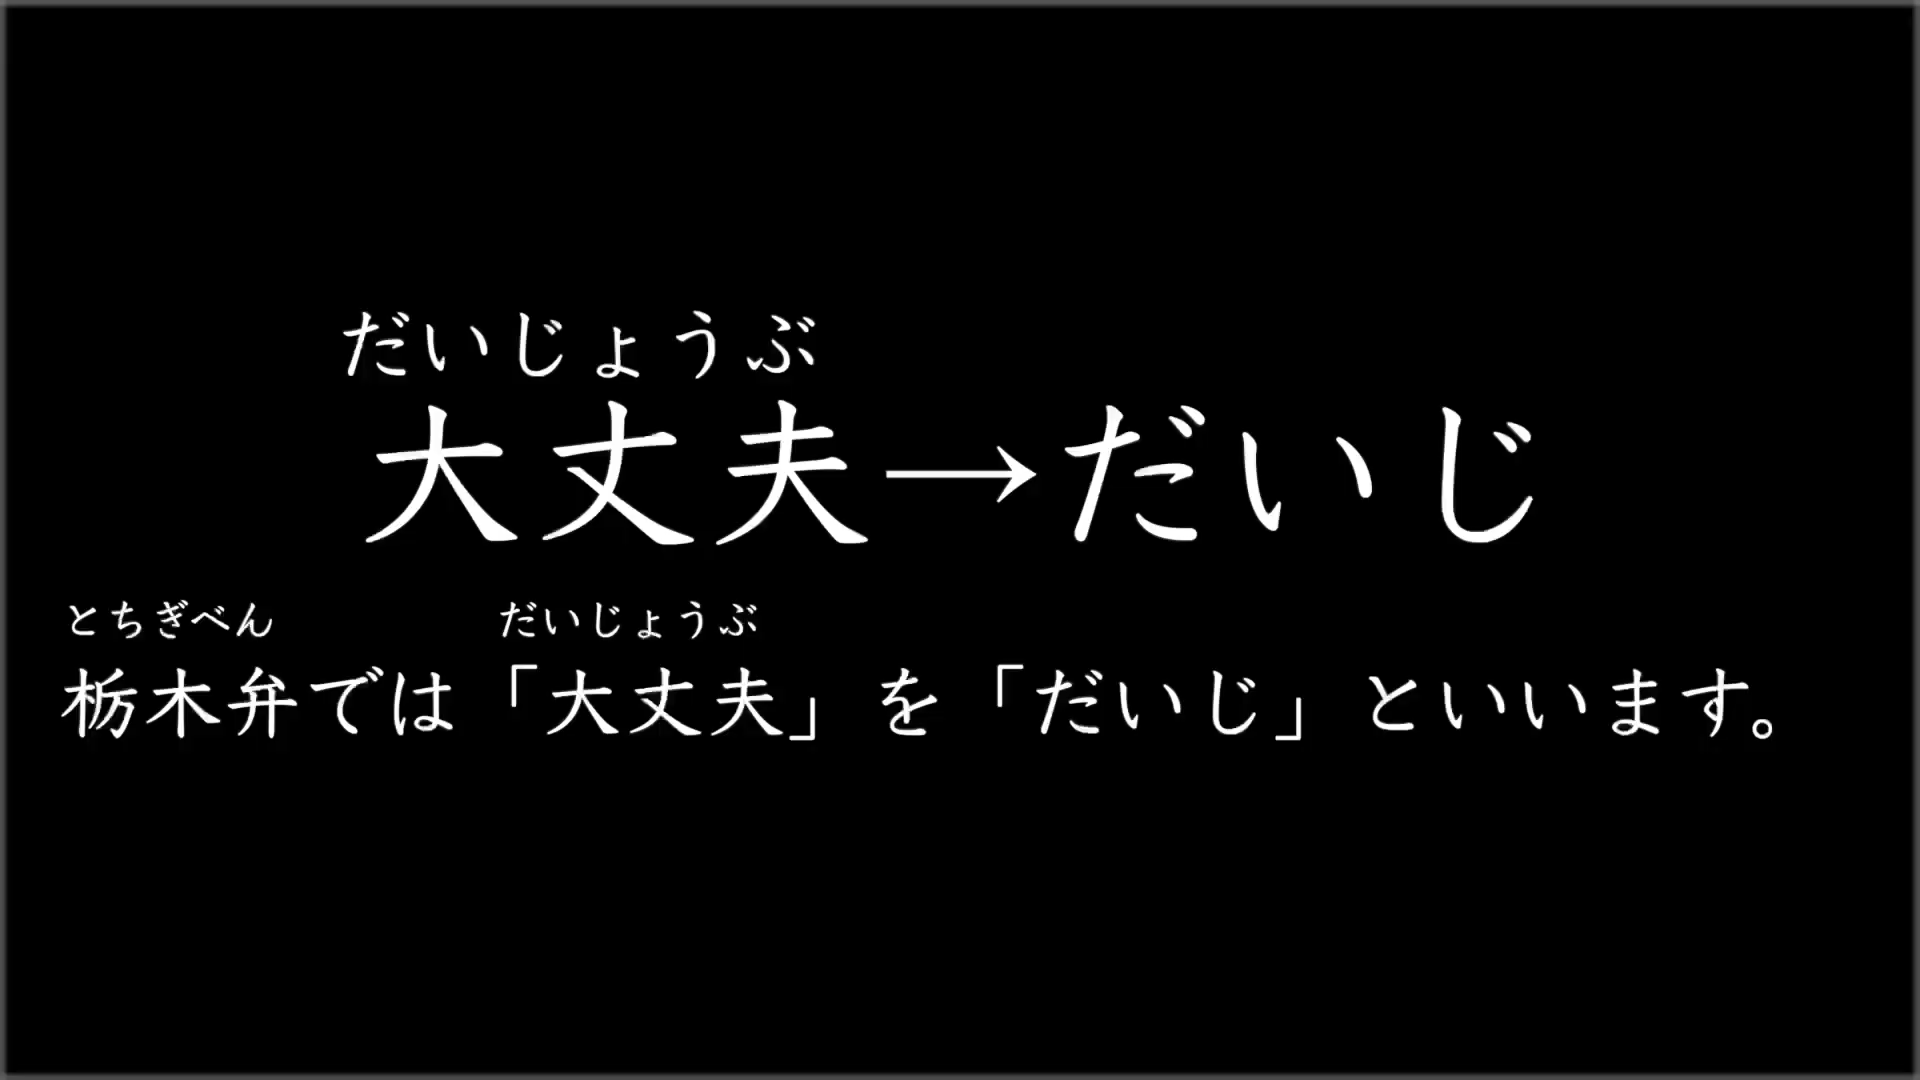 だいじょうぶ
大丈夫→だいじ
とちぎべん だいじょうぶ
栃木弁では「大丈夫」を「だいじ」といいます。